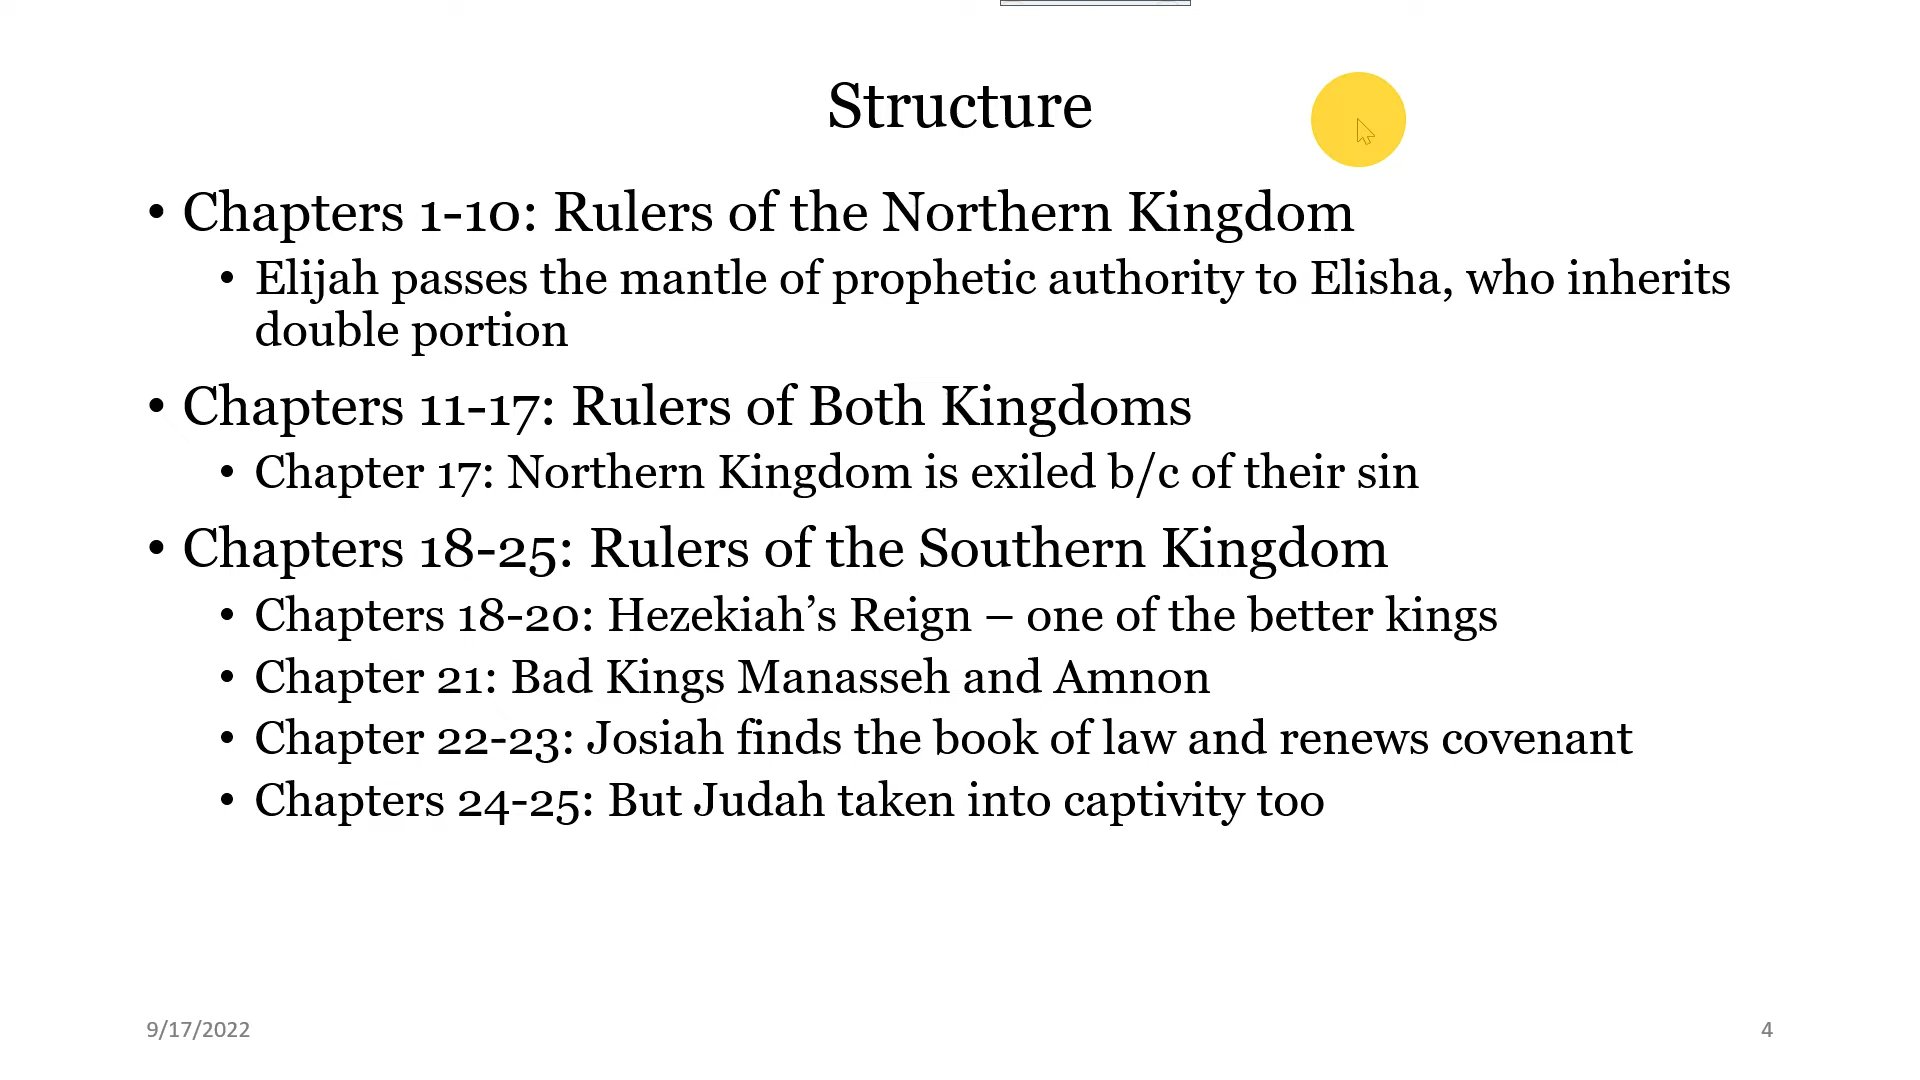 Structure
• Chapters 1-10: Rulers of the Northern Kingdom
• Elijah passes the mantle of prophetic authority to Elisha, who inherits
double portion
• Chapters 11-17: Rulers of Both Kingdoms
• Chapter 17: Northern Kingdom is exiled b/c of their sin
• Chapters 18-25: Rulers of the Southern Kingdom
• Chapters 18-20: Hezekiah’s Reign – one of the better kings
• Chapter 21: Bad Kings Manasseh and Amnon
• Chapter 22-23: Josiah finds the book of law and renews covenant
• Chapters 24-25: But Judah taken into captivity too
9/17/2022
4